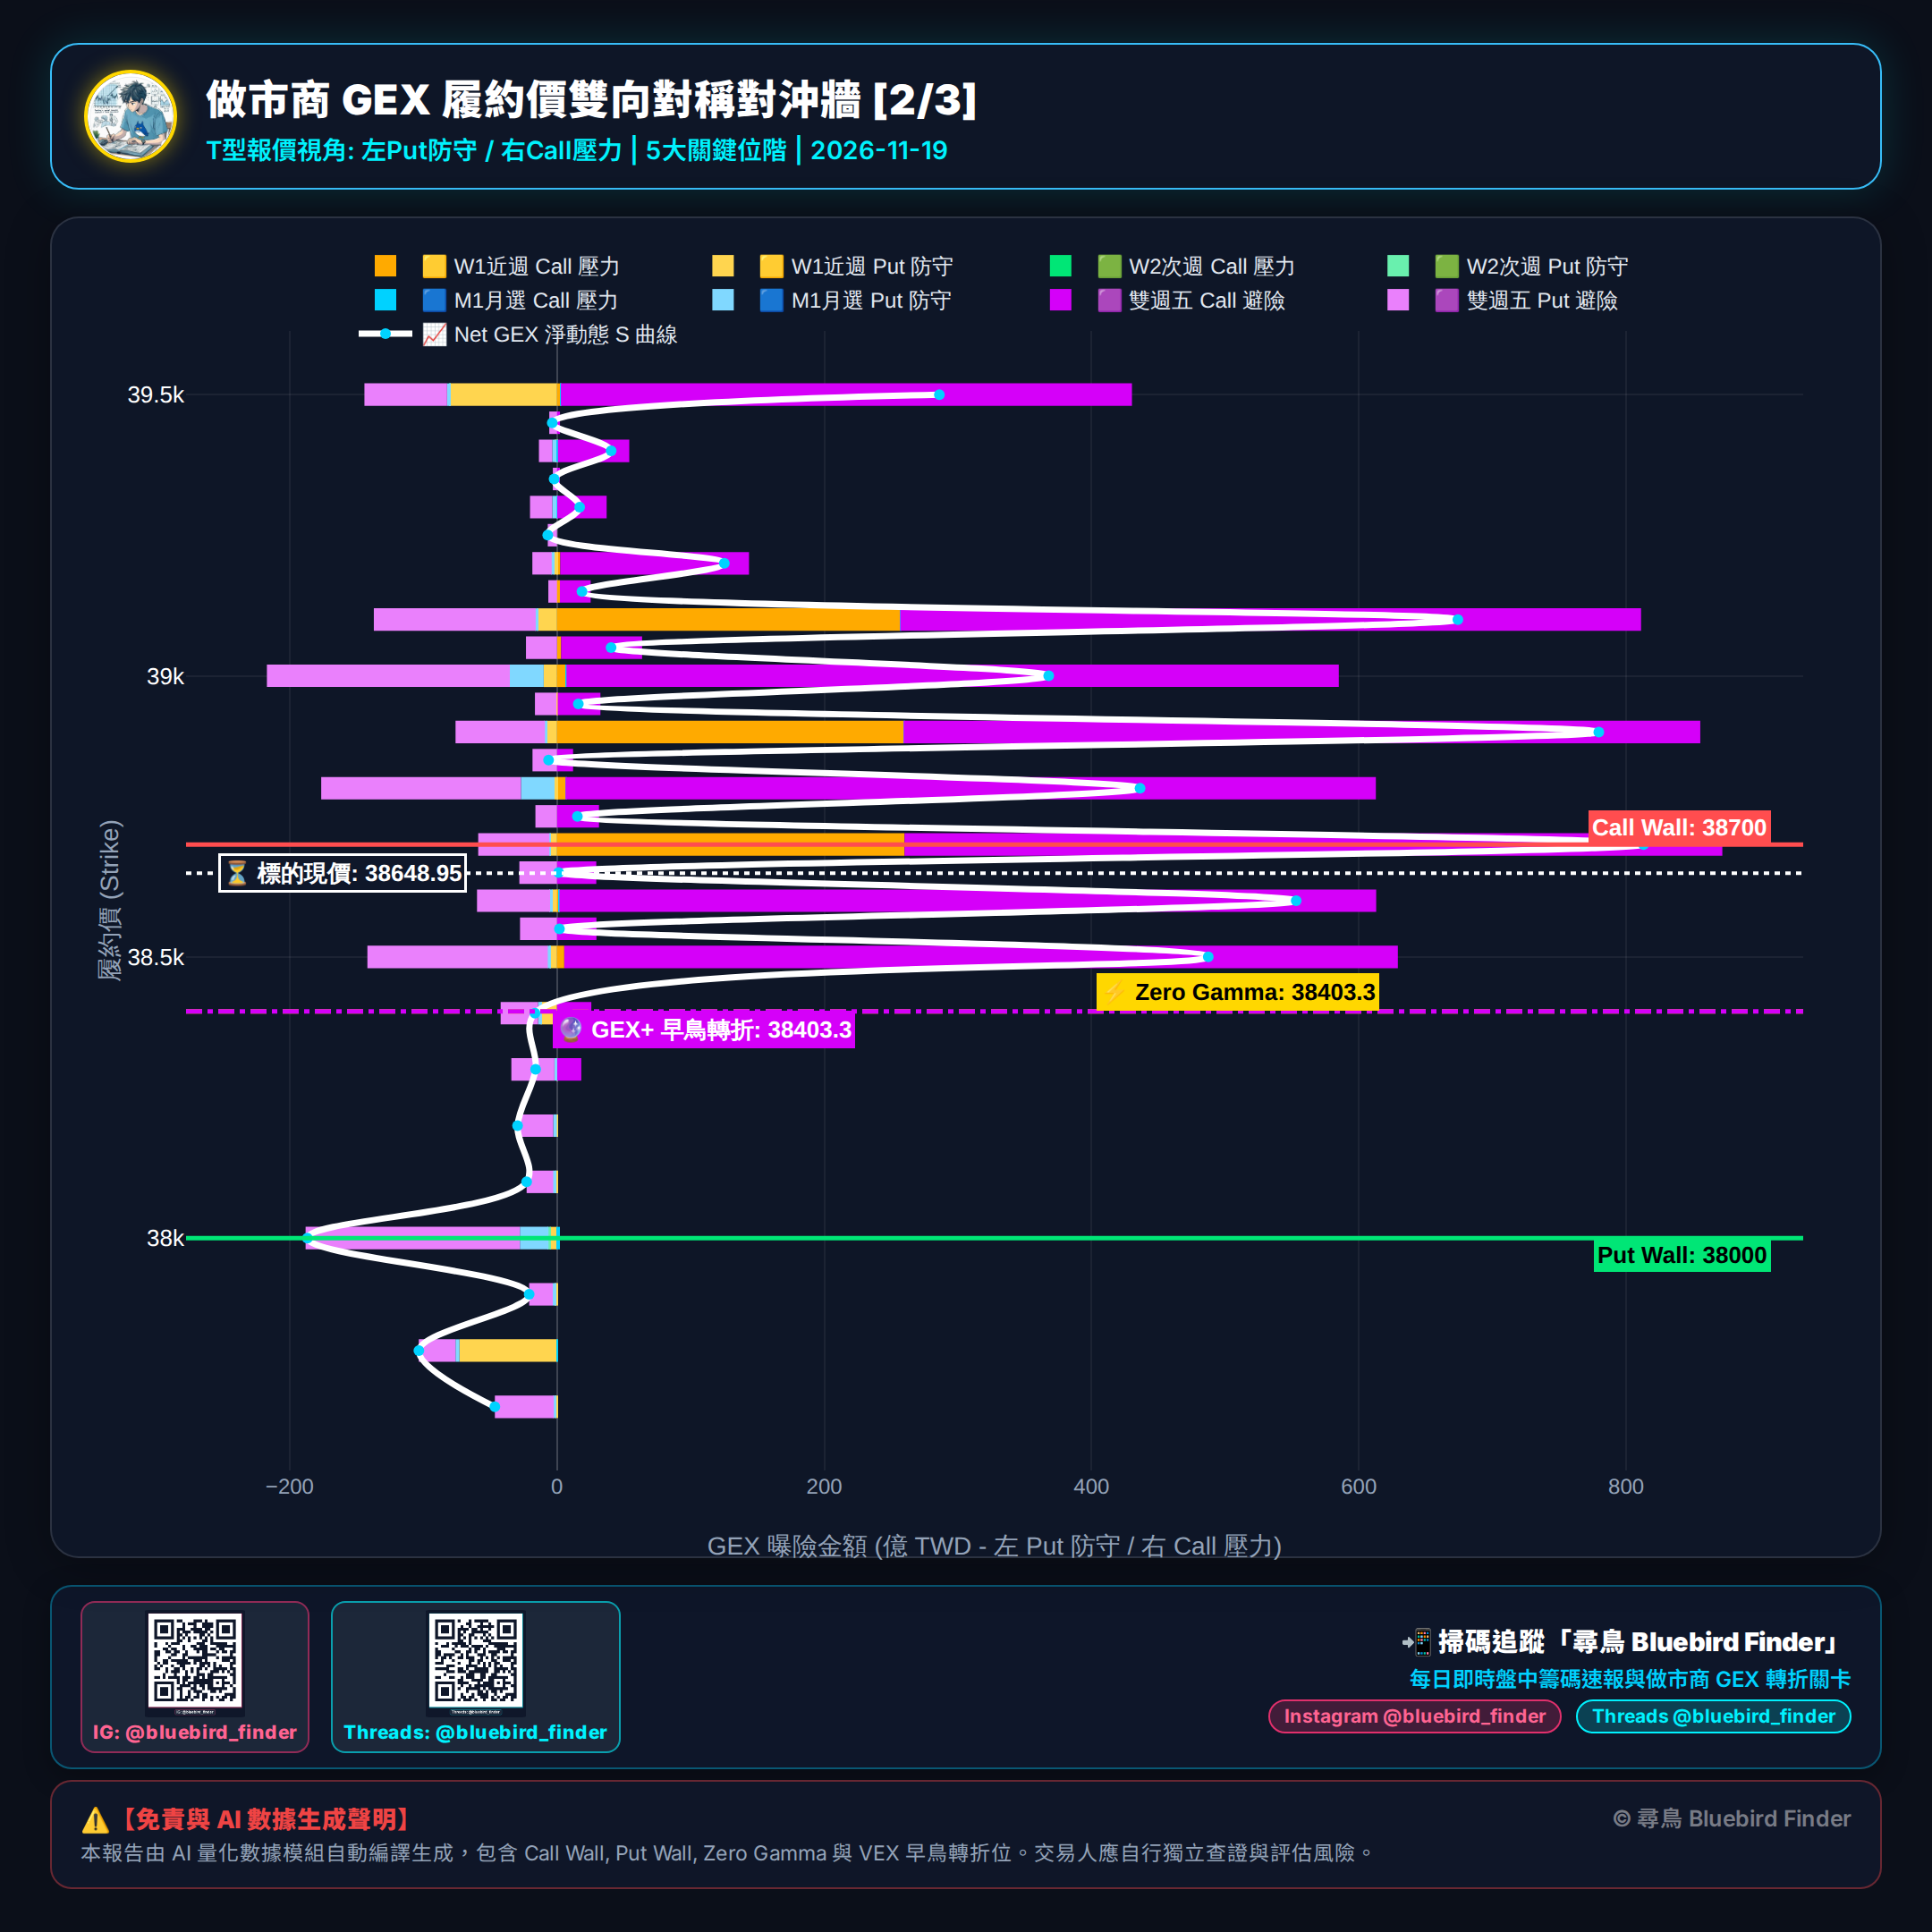 做市商 GEX 履約價雙向對稱對沖牆 [2/3]
T型報價視角: 左Put防守 / 右Call壓力 | 5大關鍵位階 | 2026-11-19
W1近週 Call 壓力
W1近週 Put 防守
W2次週 Call 壓力
W2次週 Put 防守
M1月選 Call 壓力
M1月選 Put 防守
雙週五 Call 避險
雙週五 Put 避險
Net GEX 淨動態 S 曲線
39.5k
39k
Call Wall: 38700
標的現價: 38648.95
履約價 (Strike)
38.5k
Zero Gamma: 38403.3
GEX+ 早鳥轉折: 38403.3
38k
Put Wall: 38000
−200
0
200
400
600
800
GEX 曝險金額 (億 TWD - 左 Put 防守 / 右 Call 壓力)
IG: @bluebird_finder
Threads: @bluebird_finder
IG: @bluebird_finder
Threads: @bluebird_finder
掃碼追蹤「尋鳥 Bluebird Finder」
每日即時盤中籌碼速報與做市商 GEX 轉折關卡
Instagram @bluebird_finder
Threads @bluebird_finder
【免責與 AI 數據生成聲明】
© 尋鳥 Bluebird Finder
本報告由 AI 量化數據模組自動編譯生成，包含 Call Wall, Put Wall, Zero Gamma 與 VEX 早鳥轉折位。交易人應自行獨立查證與評估風險。